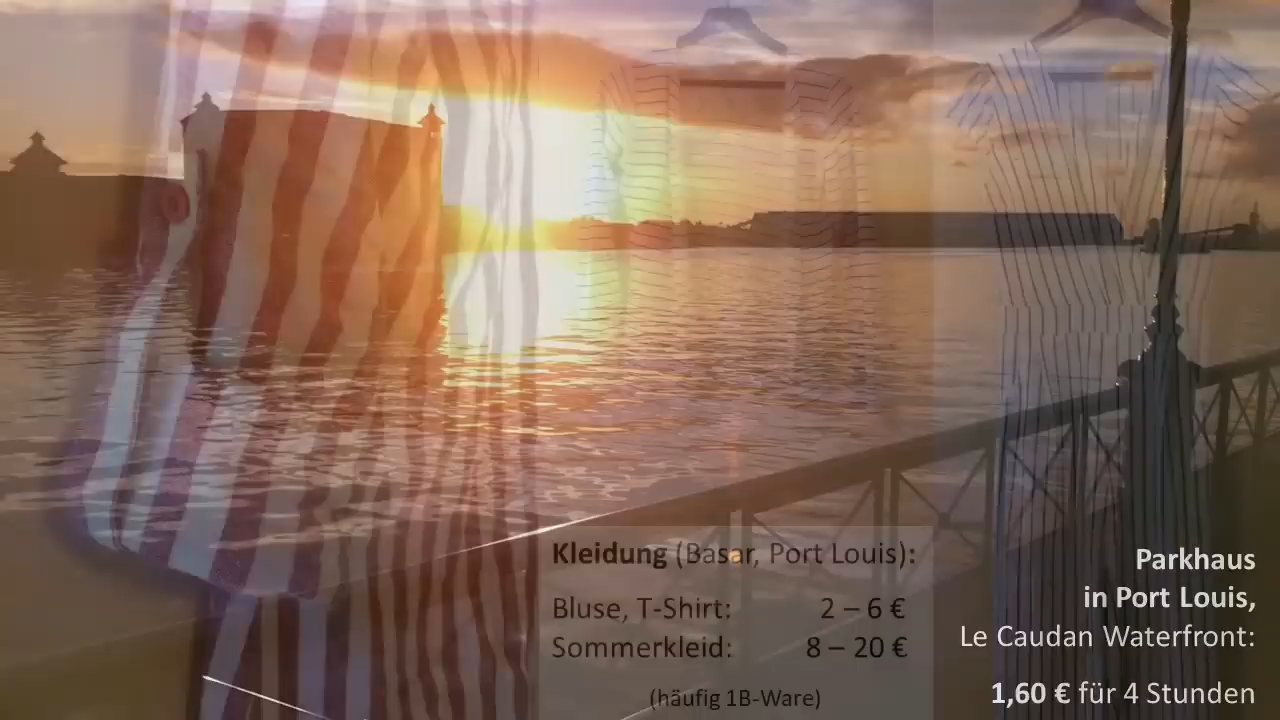 Kleidung (Basar, Port Louis):
Bluse, T-Shirt: 2 – 6 €
Sommerkleid: 8 – 20 €
(häufig 1B-Ware)
Parkhaus
in Port Louis,
Le Caudan Waterfront:
1,60 € für 4 Stunden